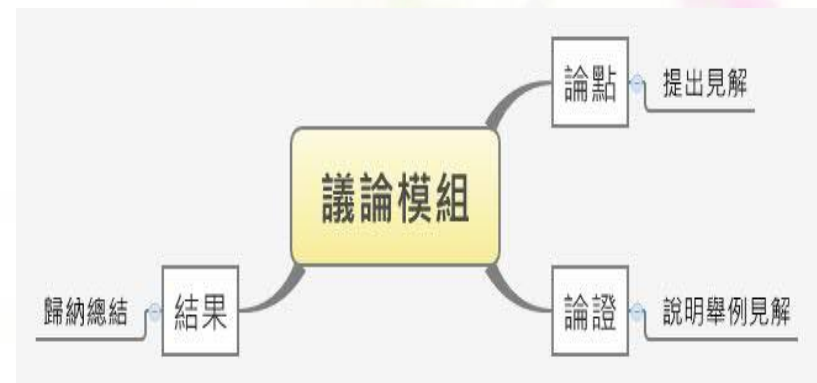 議論模組
論點
提出見解
論證
說明舉例見解
結果
歸納總結